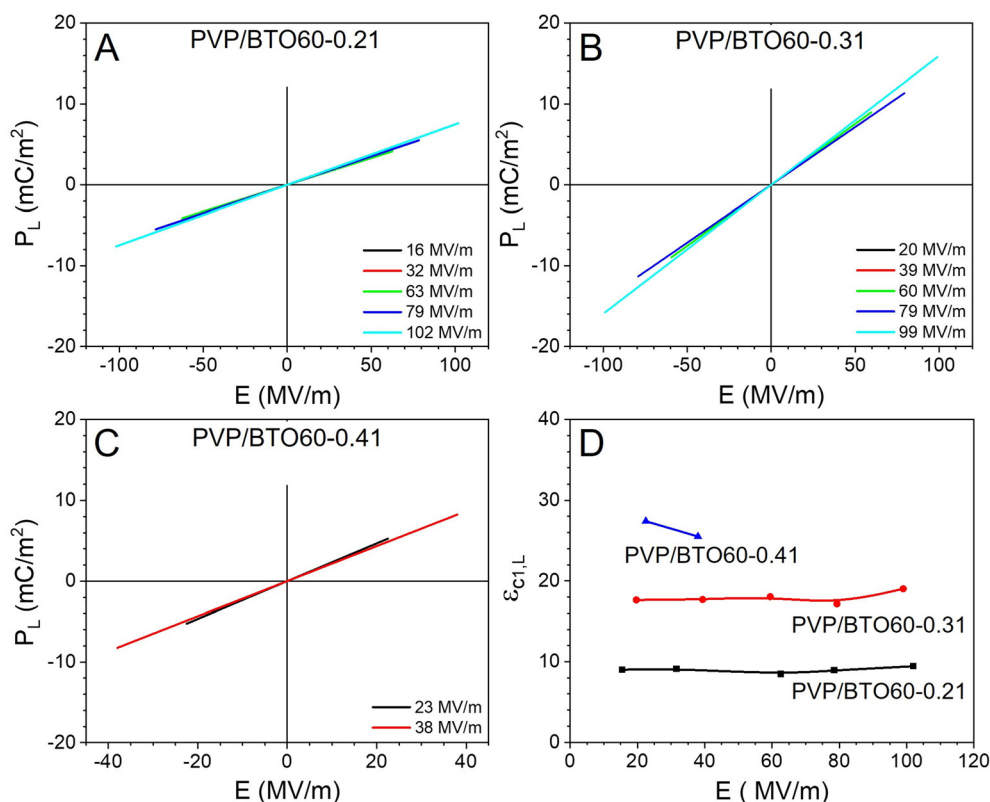 A
PVP/BTO60-0.21
20
10
0
-10
-20
P_L (mC/m²)
16 MV/m
32 MV/m
63 MV/m
79 MV/m
102 MV/m
-100 -50 0 50 100
E (MV/m)
B
PVP/BTO60-0.31
20
10
0
-10
-20
P_L (mC/m²)
20 MV/m
39 MV/m
60 MV/m
79 MV/m
99 MV/m
-100 -50 0 50 100
E (MV/m)
C
PVP/BTO60-0.41
20
10
0
-10
-20
P_L (mC/m²)
23 MV/m
38 MV/m
-40 -20 0 20 40
E (MV/m)
D
40
30
20
10
0
ε_C1,L
PVP/BTO60-0.41
PVP/BTO60-0.31
PVP/BTO60-0.21
0 20 40 60 80 100 120
E ( MV/m)